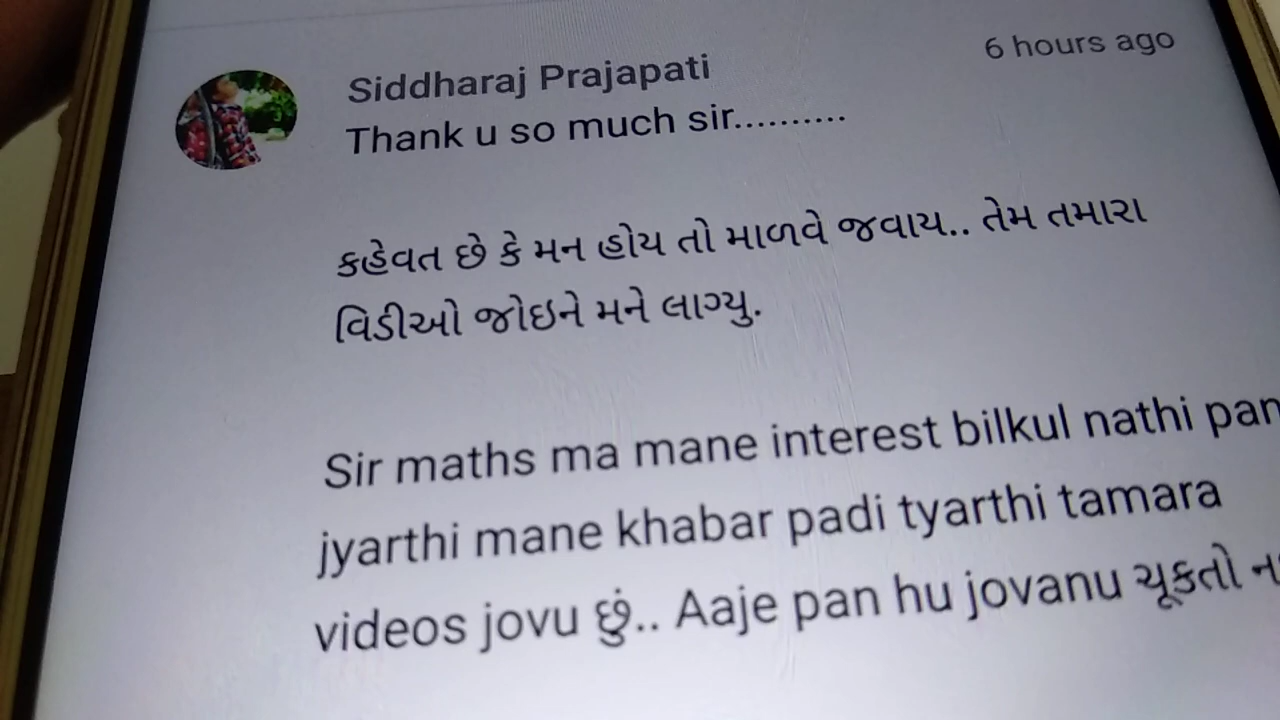 Siddharaj Prajapati
6 hours ago
Thank u so much sir..........
કહેવત છે કે મન હોય તો માળવે જવાય.. તેમ તમારા
વિડીઓ જોઇને મને લાગ્યુ.
Sir maths ma mane interest bilkul nathi pan
jyarthi mane khabar padi tyarthi tamara
videos jovu છું.. Aaje pan hu jovanu ચૂકતો